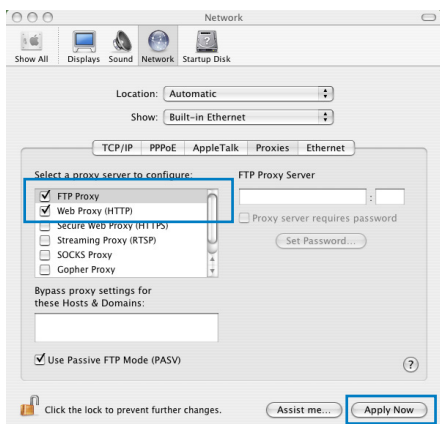 Network
Show All Displays Sound Network Startup Disk
Location: Automatic
Show: Built-in Ethernet
TCP/IP PPPoE AppleTalk Proxies Ethernet
Select a proxy server to configure: FTP Proxy Server
FTP Proxy
:
Web Proxy (HTTP)
Proxy server requires password
Secure Web Proxy (HTTPS)
Streaming Proxy (RTSP) Set Password...
SOCKS Proxy
Gopher Proxy
Bypass proxy settings for
these Hosts & Domains:
Use Passive FTP Mode (PASV) ?
Click the lock to prevent further changes. Assist me... Apply Now